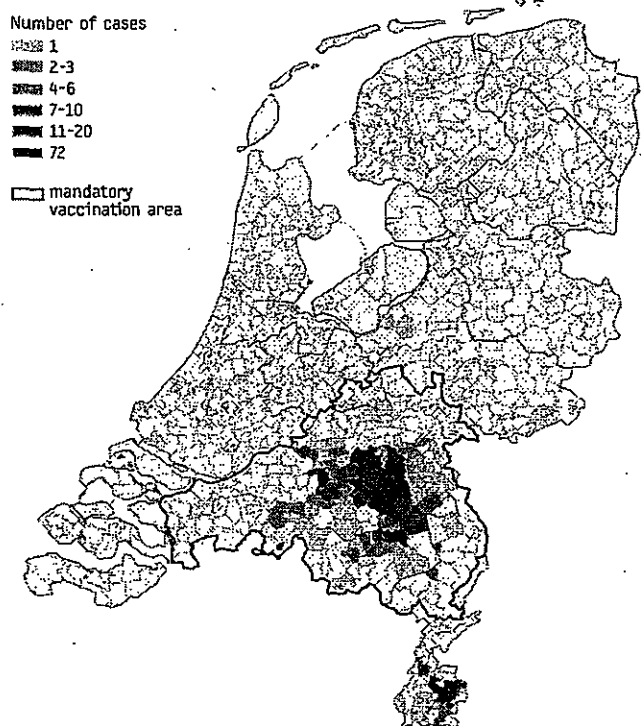 Number of cases
1
2-3
4-6
7-10
11-20
72
mandatory
vaccination area